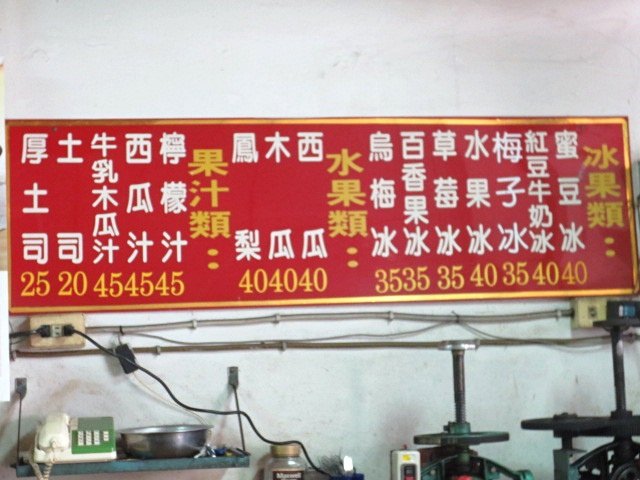 冰果類：
蜜豆冰 40
紅豆牛奶冰 40
梅子冰 35
水果冰 40
草莓冰 35
百香果冰 35
烏梅冰 35
水果類：
西瓜 40
木瓜 40
鳳梨 40
果汁類：
檸檬汁 45
西瓜汁 45
牛乳木瓜汁 45
土司 20
厚土司 25